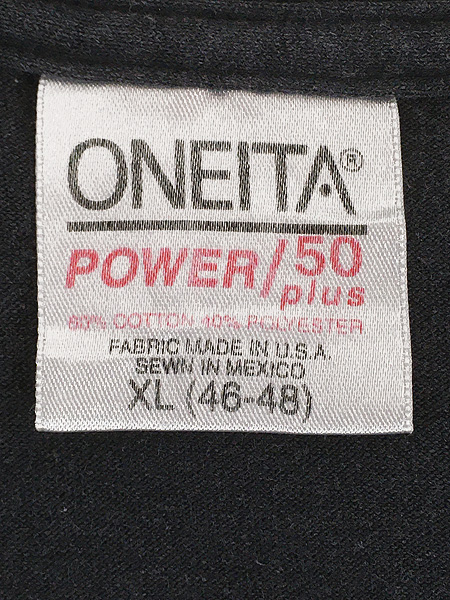 ONEITA®
POWER/50
plus
60% COTTON 40% POLYESTER
FABRIC MADE IN U.S.A.
SEWN IN MEXICO
XL (46-48)